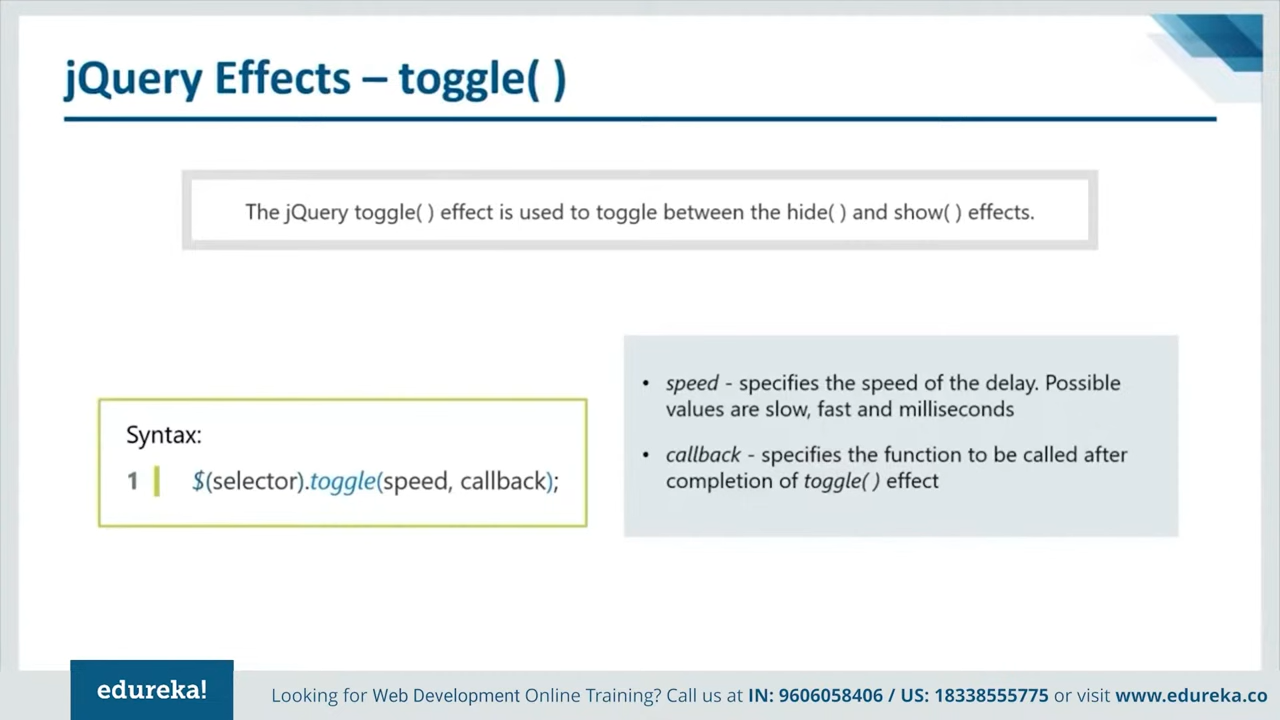 jQuery Effects – toggle( )
The jQuery toggle( ) effect is used to toggle between the hide( ) and show( ) effects.
Syntax:
1 $(selector).toggle(speed, callback);
• speed - specifies the speed of the delay. Possible
values are slow, fast and milliseconds
• callback - specifies the function to be called after
completion of toggle( ) effect
edureka!
Looking for Web Development Online Training? Call us at IN: 9606058406 / US: 18338555775 or visit www.edureka.co